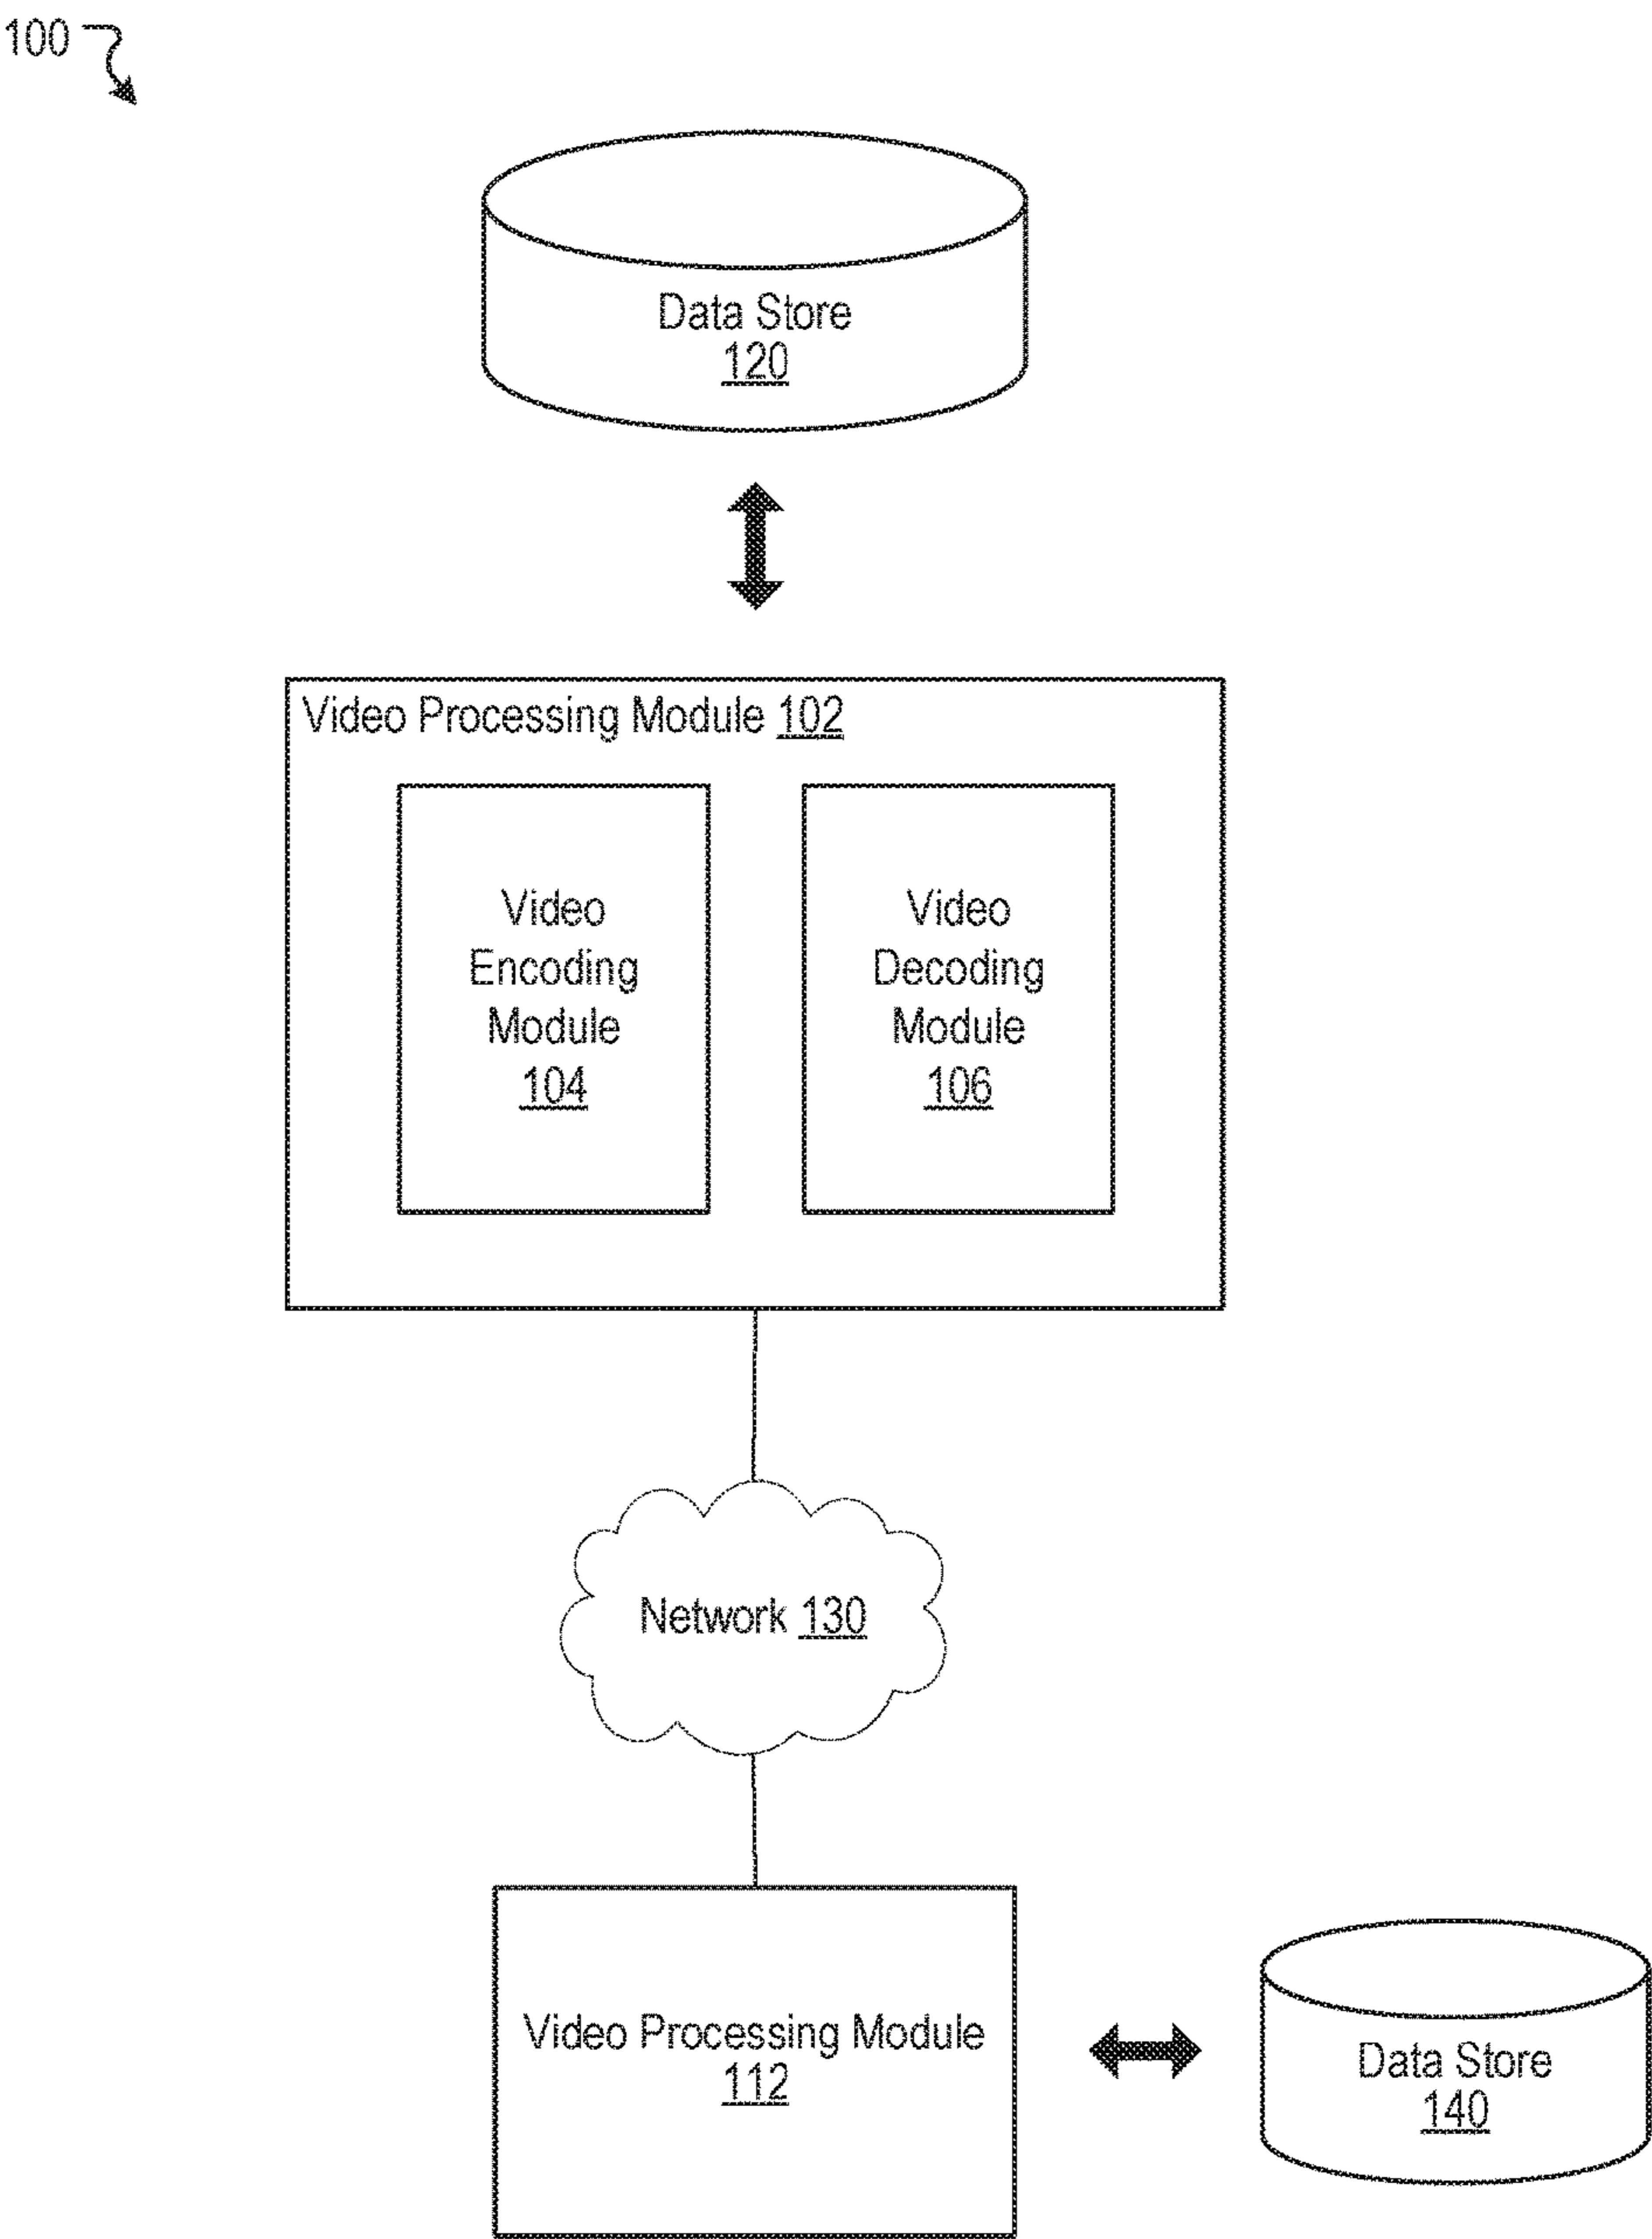 100
Data Store
120
Video Processing Module 102
Video
Encoding
Module
104
Video
Decoding
Module
106
Network 130
Video Processing Module
112
Data Store
140